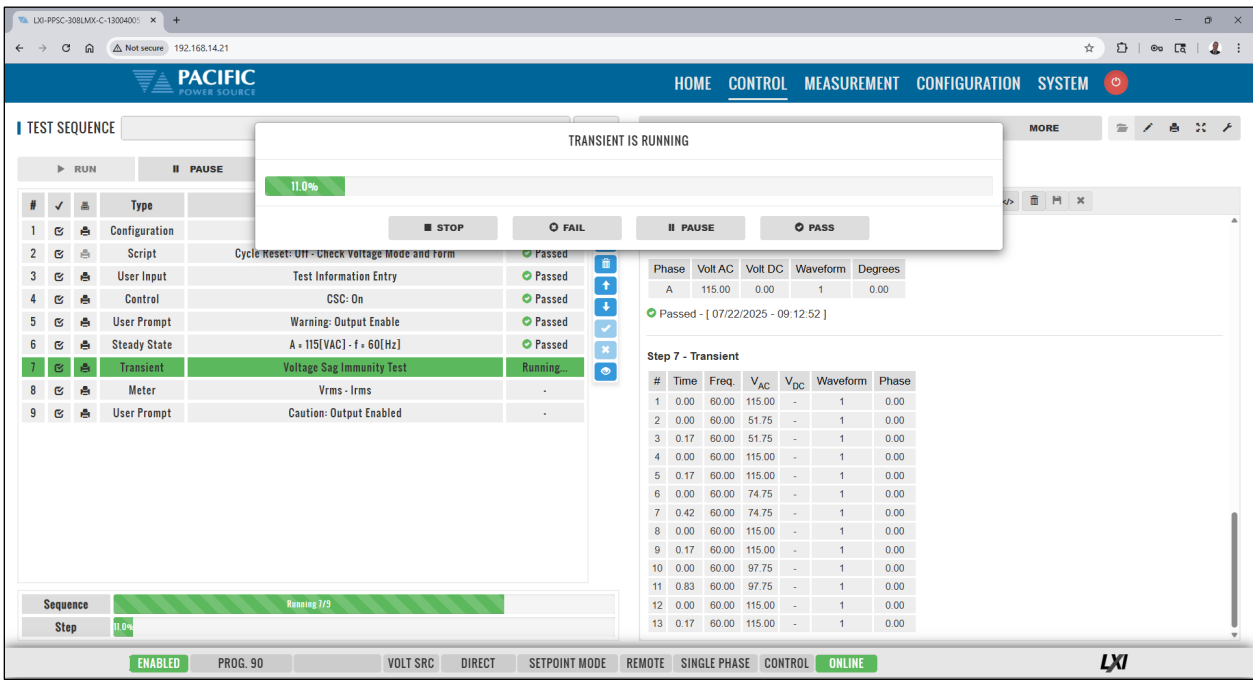 LXI-PPSC-308LMX-C-13004005
Not secure 192.168.14.21
PACIFIC
POWER SOURCE
HOME CONTROL MEASUREMENT CONFIGURATION SYSTEM
TEST SEQUENCE
MORE
TRANSIENT IS RUNNING
11.0%
STOP FAIL PAUSE PASS
RUN PAUSE
# Type
1 Configuration
2 Script Cycle Reset: Off - Check Voltage Mode and Form Passed
3 User Input Test Information Entry Passed
4 Control CSC: On Passed
5 User Prompt Warning: Output Enable Passed
6 Steady State A = 115[VAC] - f = 60[Hz] Passed
7 Transient Voltage Sag Immunity Test Running...
8 Meter Vrms - Irms -
9 User Prompt Caution: Output Enabled -
Sequence Running 7/9
Step 11.0%
Phase Volt AC Volt DC Waveform Degrees
A 115.00 0.00 1 0.00
Passed - [ 07/22/2025 - 09:12:52 ]
Step 7 - Transient
# Time Freq. VAC VDC Waveform Phase
1 0.00 60.00 115.00 - 1 0.00
2 0.00 60.00 51.75 - 1 0.00
3 0.17 60.00 51.75 - 1 0.00
4 0.00 60.00 115.00 - 1 0.00
5 0.17 60.00 115.00 - 1 0.00
6 0.00 60.00 74.75 - 1 0.00
7 0.42 60.00 74.75 - 1 0.00
8 0.00 60.00 115.00 - 1 0.00
9 0.17 60.00 115.00 - 1 0.00
10 0.00 60.00 97.75 - 1 0.00
11 0.83 60.00 97.75 - 1 0.00
12 0.00 60.00 115.00 - 1 0.00
13 0.17 60.00 115.00 - 1 0.00
ENABLED PROG. 90 VOLT SRC DIRECT SETPOINT MODE REMOTE SINGLE PHASE CONTROL ONLINE LXI